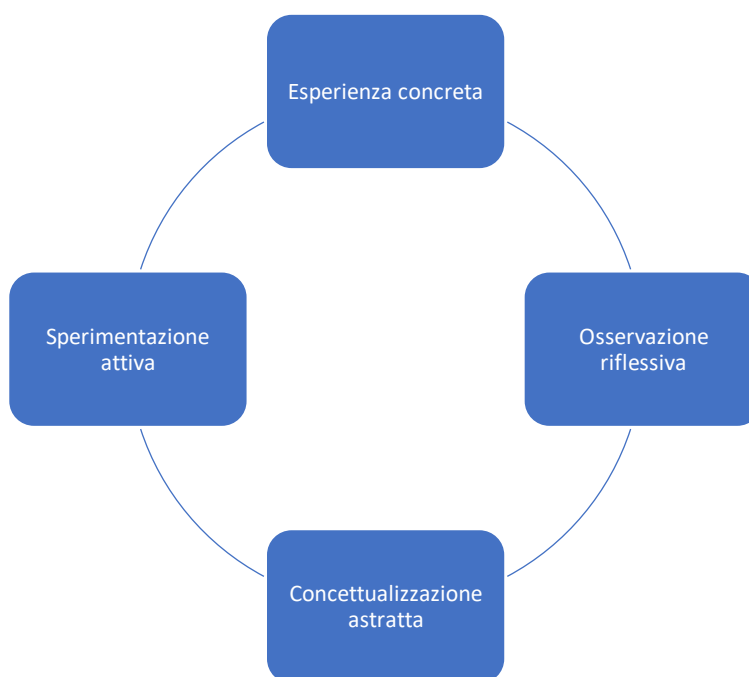 Esperienza concreta
Osservazione
riflessiva
Concettualizzazione
astratta
Sperimentazione
attiva